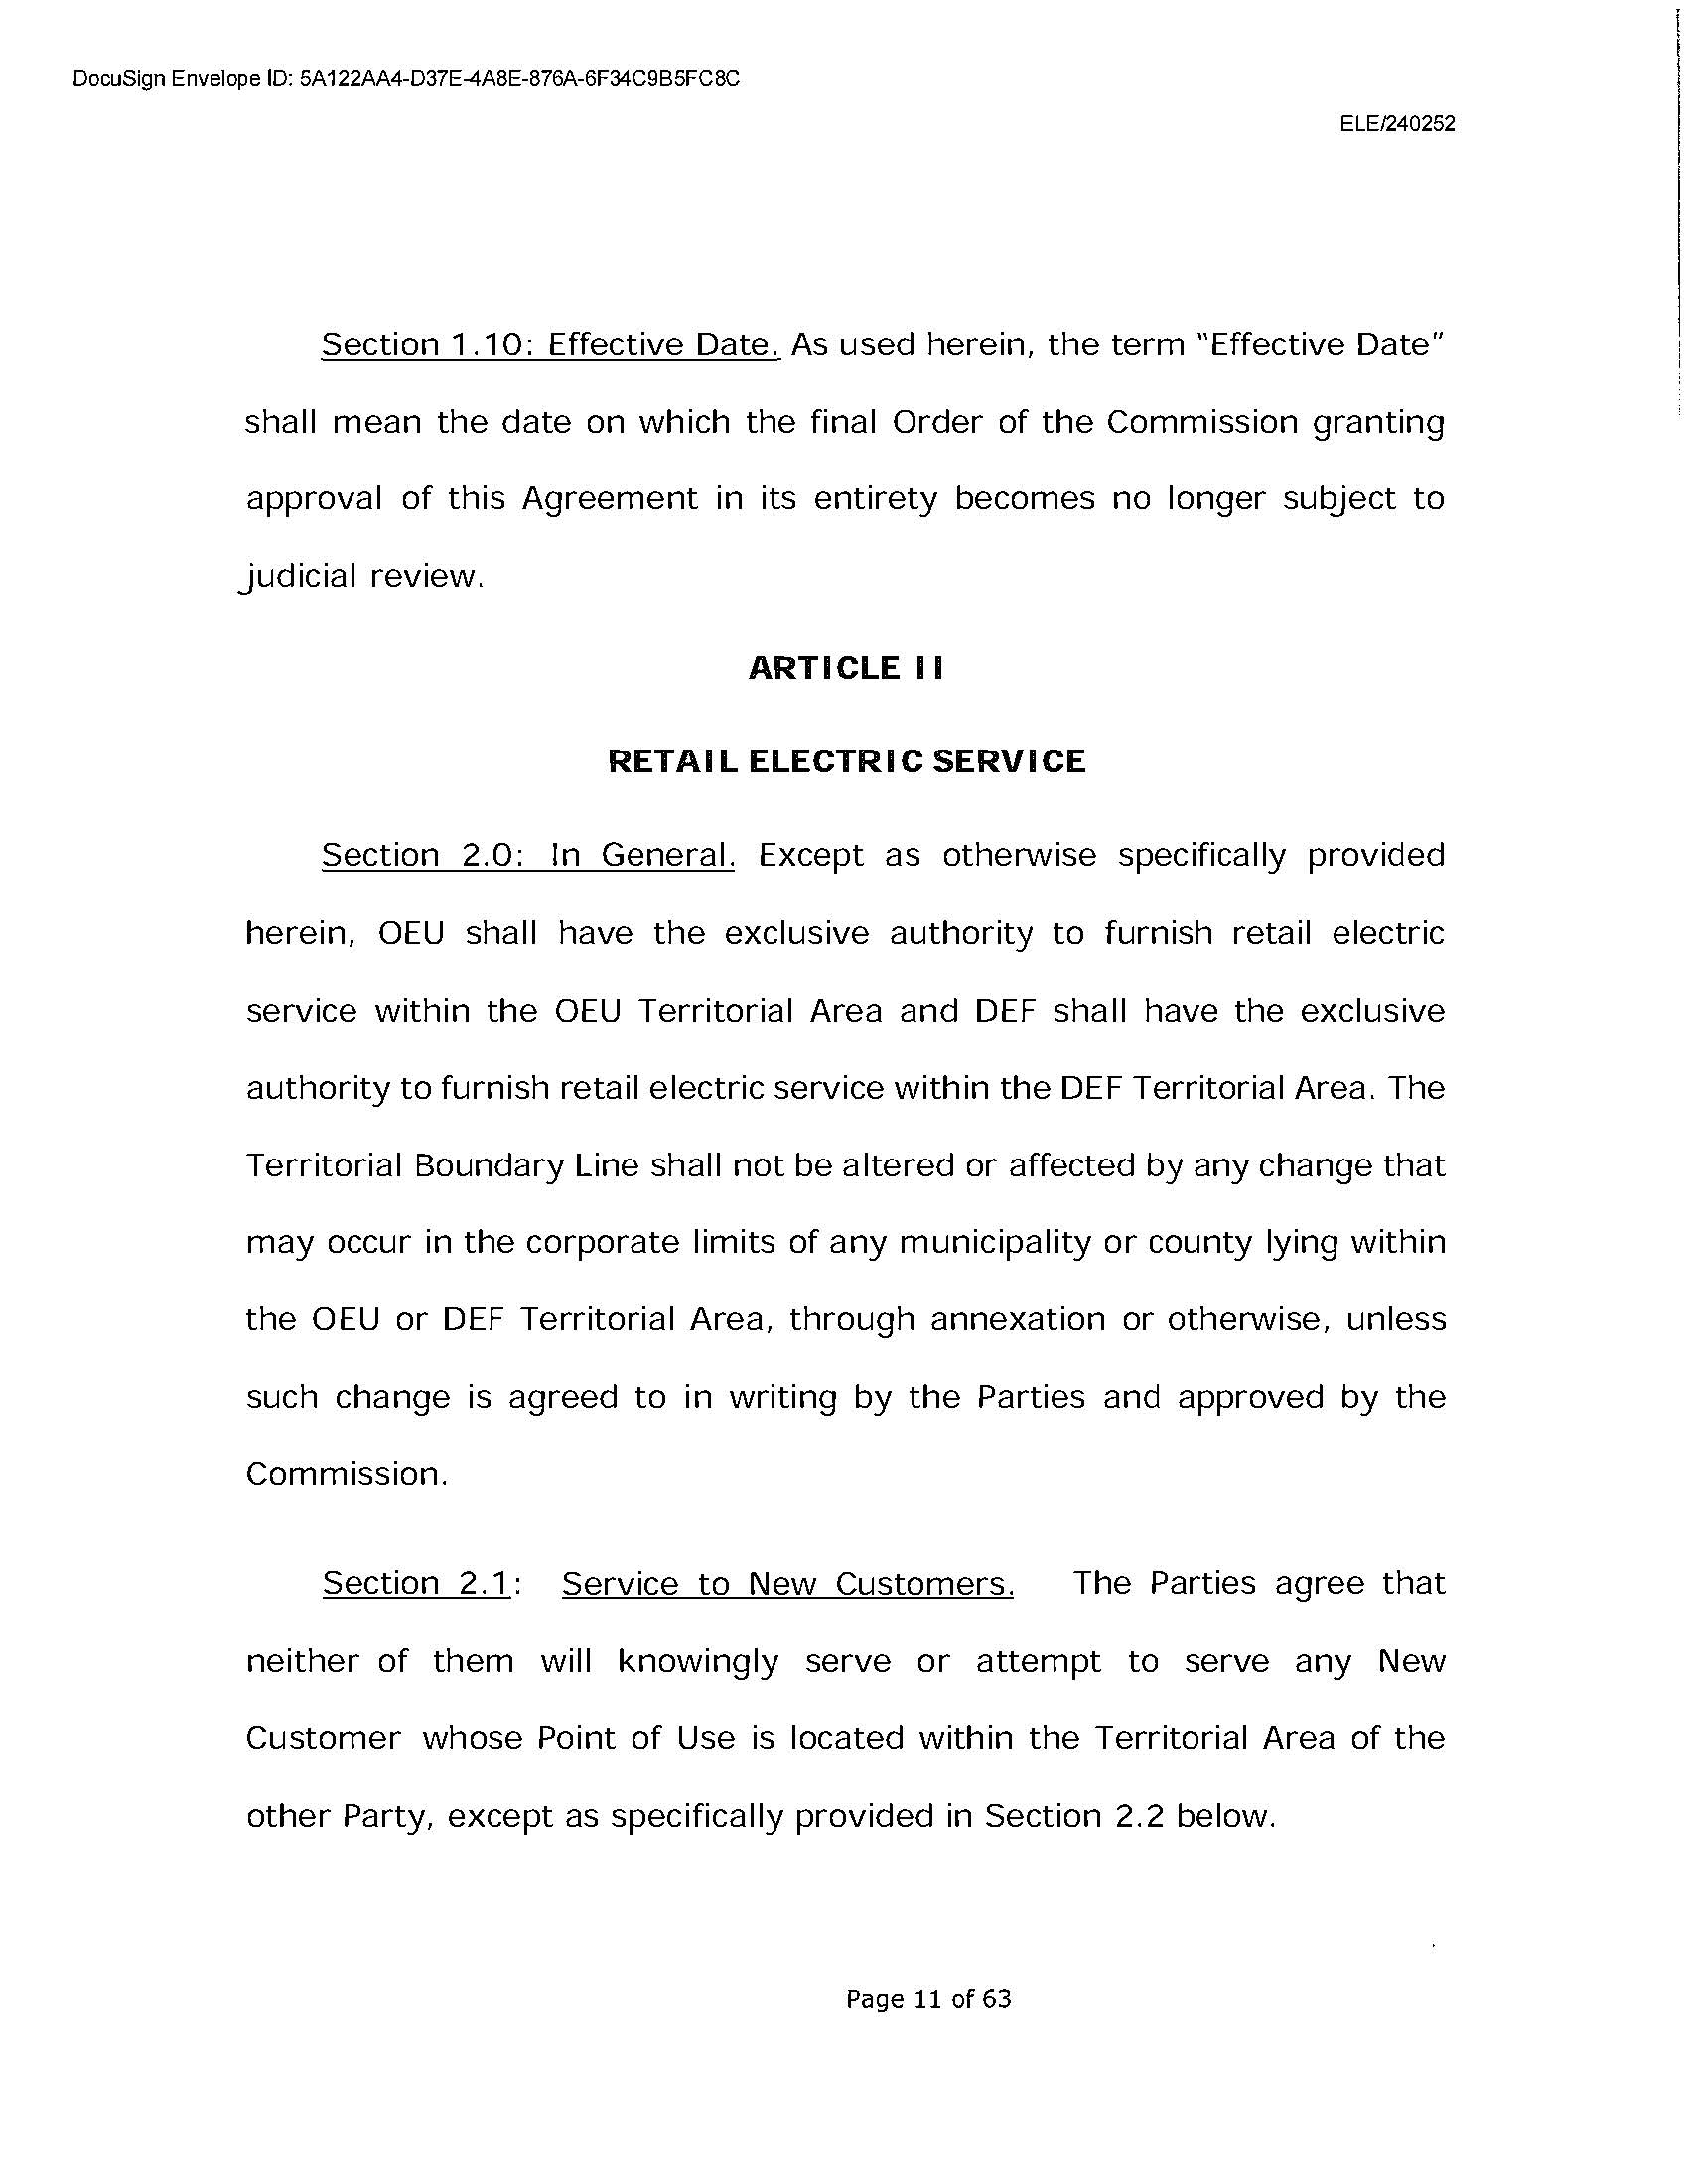 DocuSign Envelope ID: 5A122AA4-D37E-4A8E-876A-6F34C9B5FC8C
ELE/240252
Section 1.10: Effective Date. As used herein, the term "Effective Date"
shall mean the date on which the final Order of the Commission granting
approval of this Agreement in its entirety becomes no longer subject to
judicial review.
ARTICLE II
RETAIL ELECTRIC SERVICE
Section 2.0: In General. Except as otherwise specifically provided
herein, OEU shall have the exclusive authority to furnish retail electric
service within the OEU Territorial Area and DEF shall have the exclusive
authority to furnish retail electric service within the DEF Territorial Area. The
Territorial Boundary Line shall not be altered or affected by any change that
may occur in the corporate limits of any municipality or county lying within
the OEU or DEF Territorial Area, through annexation or otherwise, unless
such change is agreed to in writing by the Parties and approved by the
Commission.
Section 2.1: Service to New Customers. The Parties agree that
neither of them will knowingly serve or attempt to serve any New
Customer whose Point of Use is located within the Territorial Area of the
other Party, except as specifically provided in Section 2.2 below.
Page 11 of 63